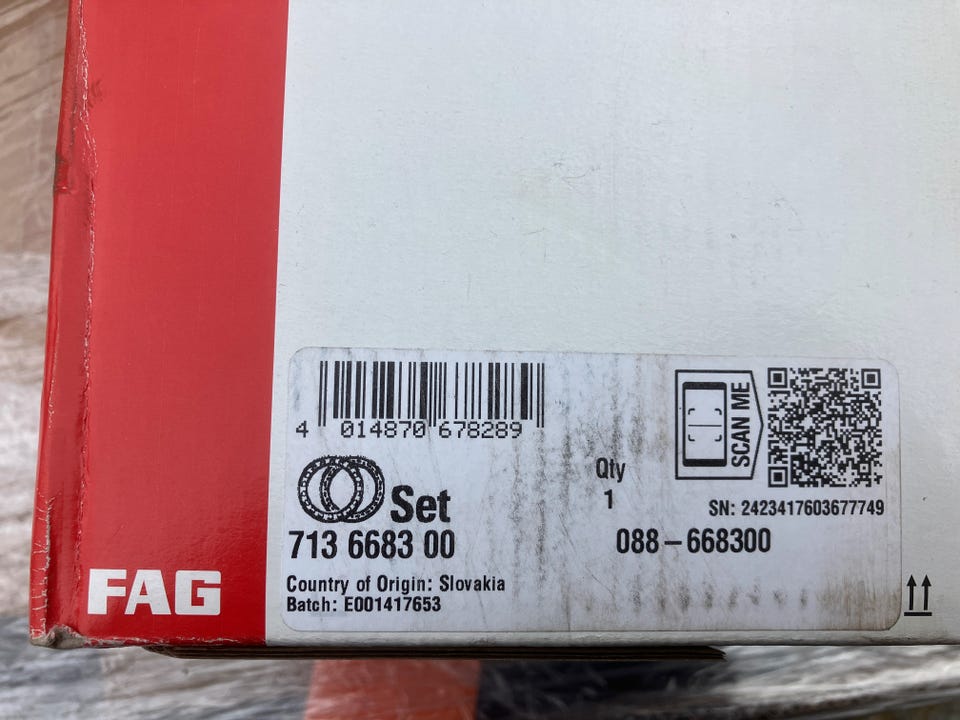 4 014870 678289
SCAN ME
Set
Qty
1
SN: 2423417603677749
713 6683 00
088-668300
Country of Origin: Slovakia
Batch: E001417653
FAG